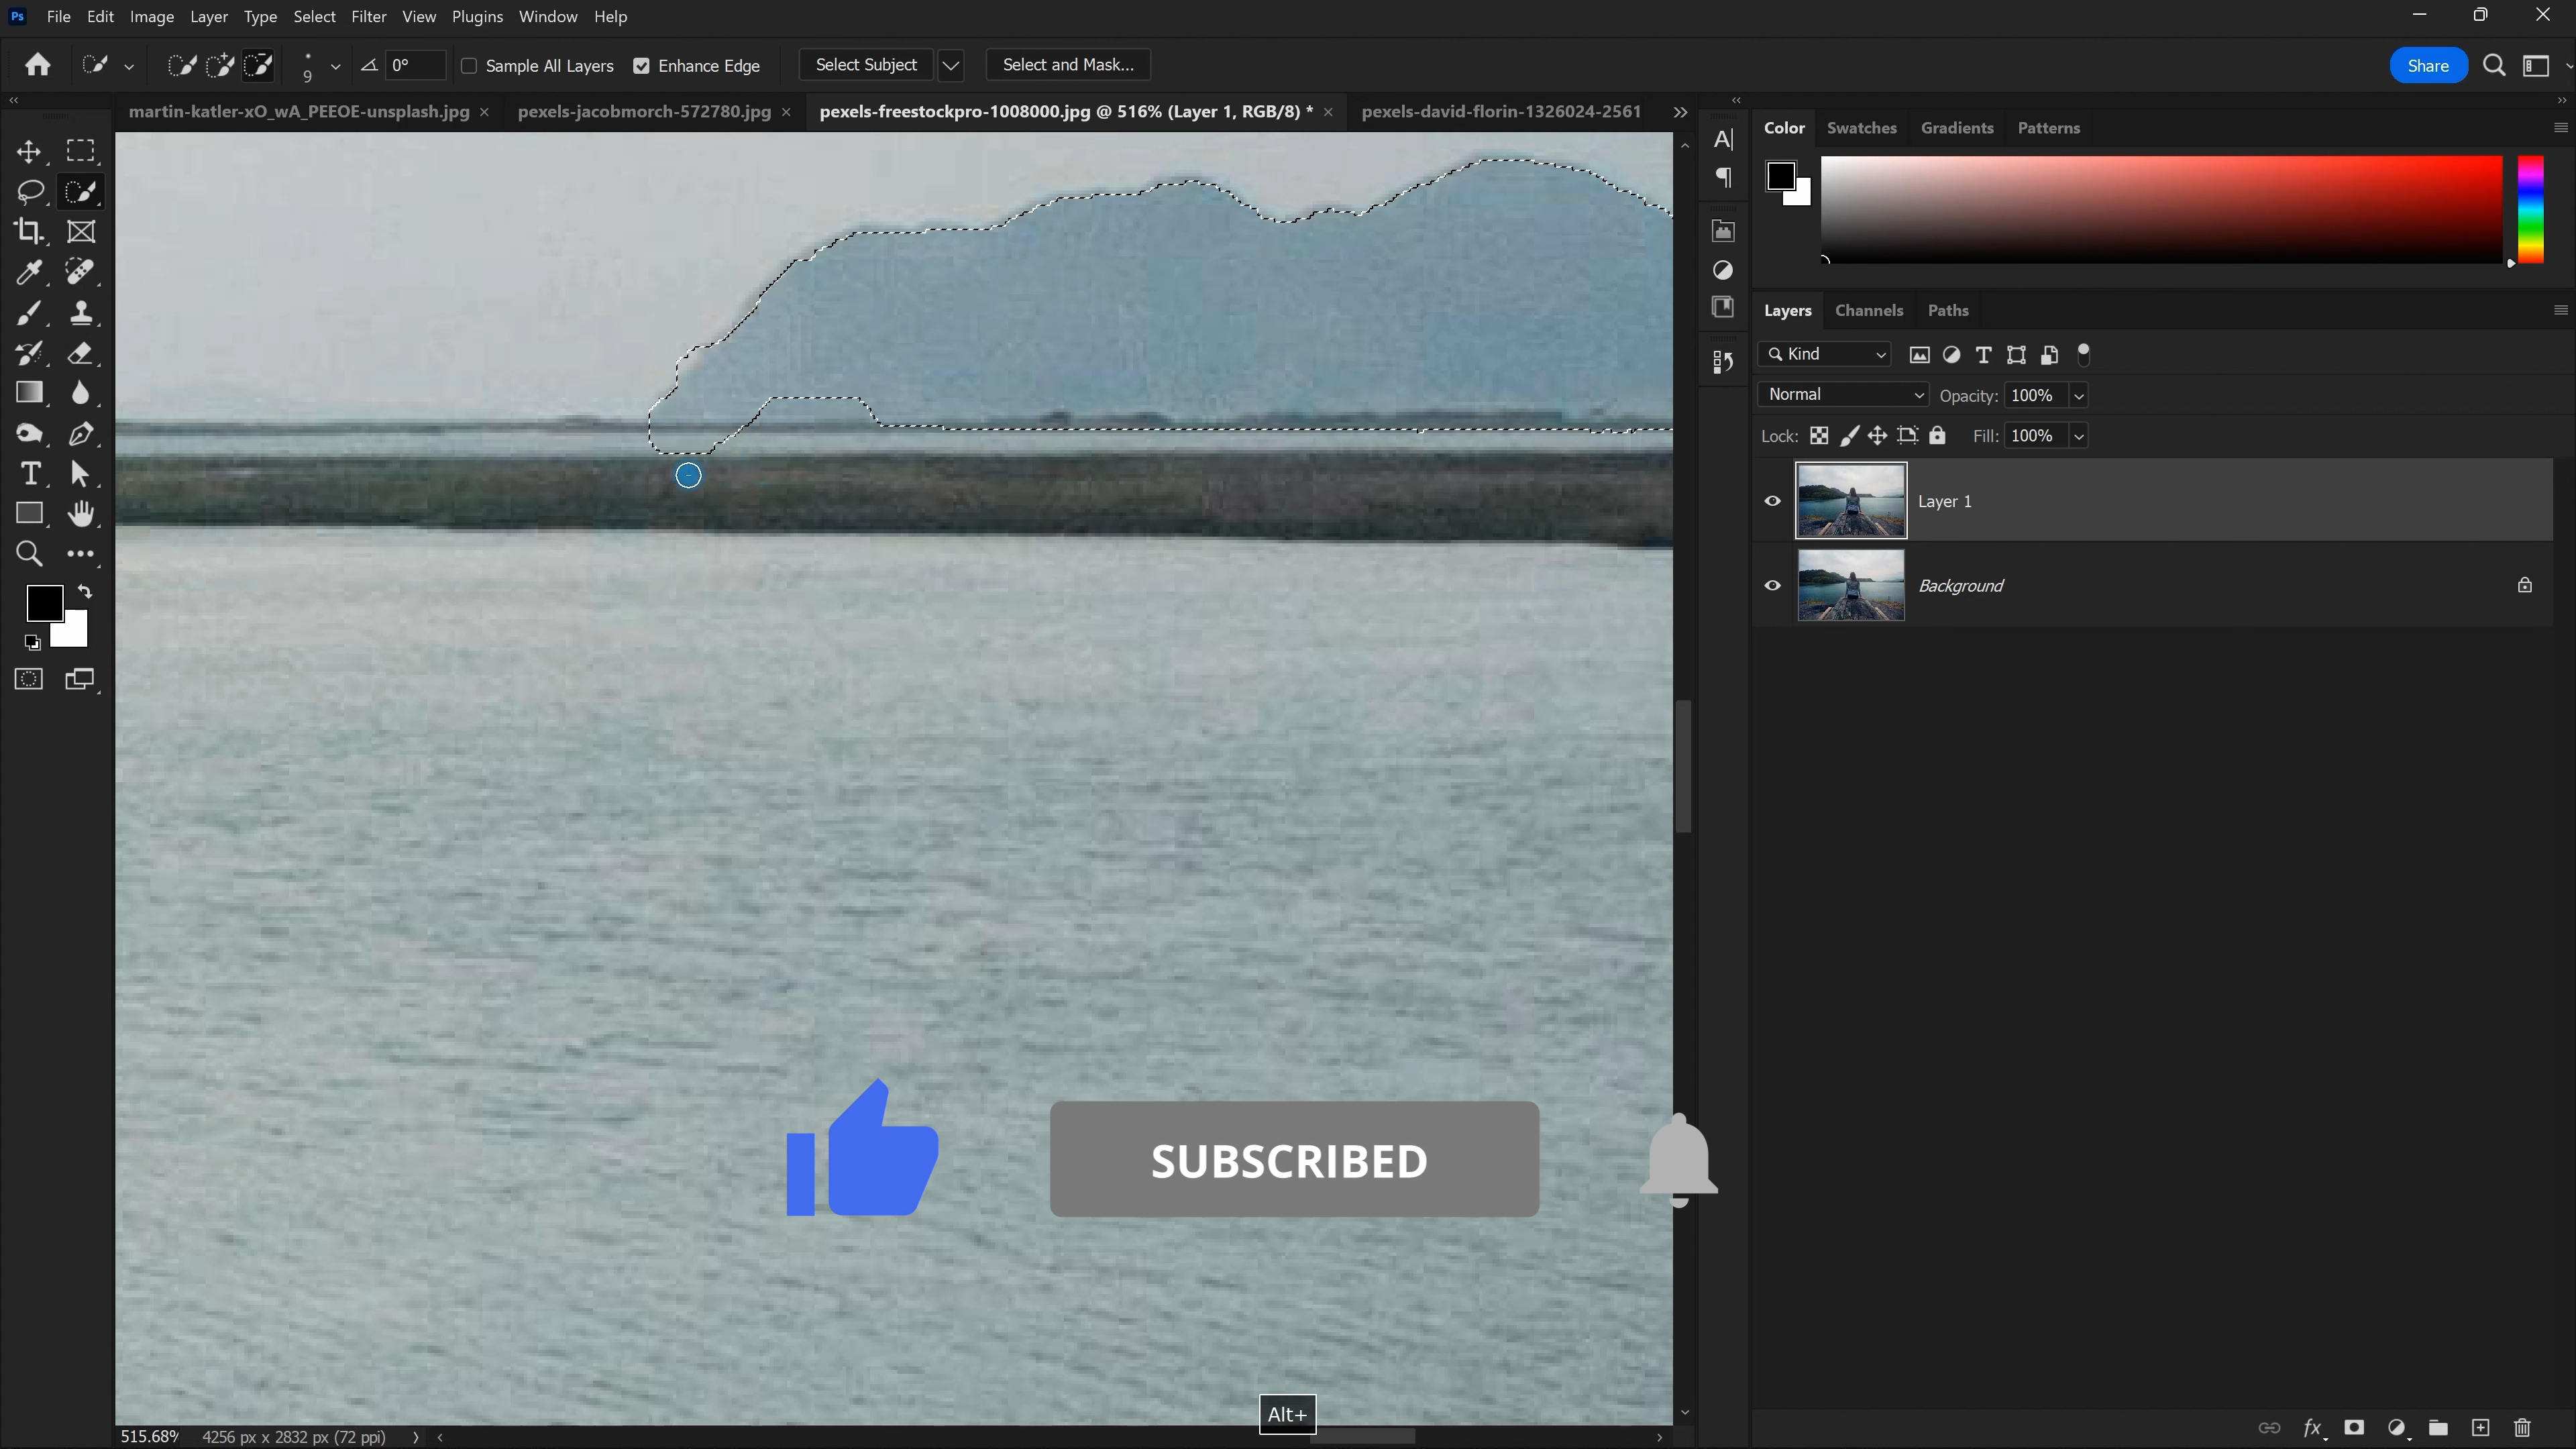 Ps File Edit Image Layer Type Select Filter View Plugins Window Help
9 0° Sample All Layers Enhance Edge Select Subject Select and Mask... Share
martin-katler-xO_wA_PEEOE-unsplash.jpg pexels-jacobmorch-572780.jpg pexels-freestockpro-1008000.jpg @ 516% (Layer 1, RGB/8) * pexels-david-florin-1326024-2561
Color Swatches Gradients Patterns
Layers Channels Paths
Kind
Normal Opacity: 100%
Lock: Fill: 100%
Layer 1
Background
SUBSCRIBED
Alt+
515.68% 4256 px x 2832 px (72 ppi)